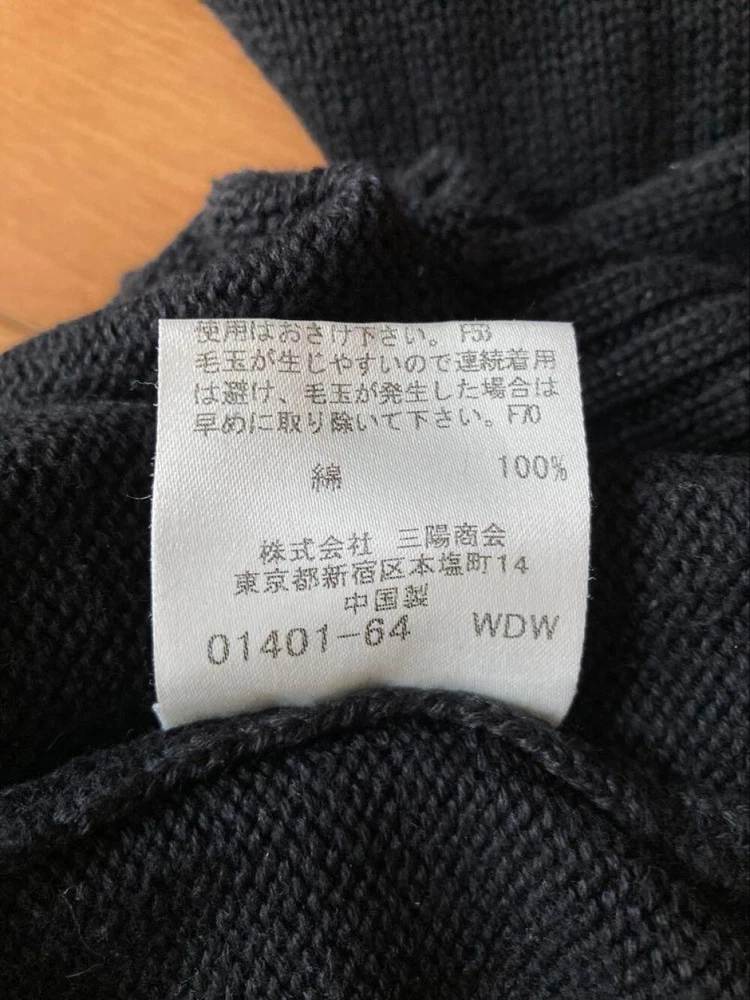 使用はおさけ下さい。F53
毛玉が生じやすいので連続着用
は避け、毛玉が発生した場合は
早めに取り除いて下さい。F70
綿 100%
株式会社 三陽商会
東京都新宿区本塩町14
中国製
01401-64 WDW